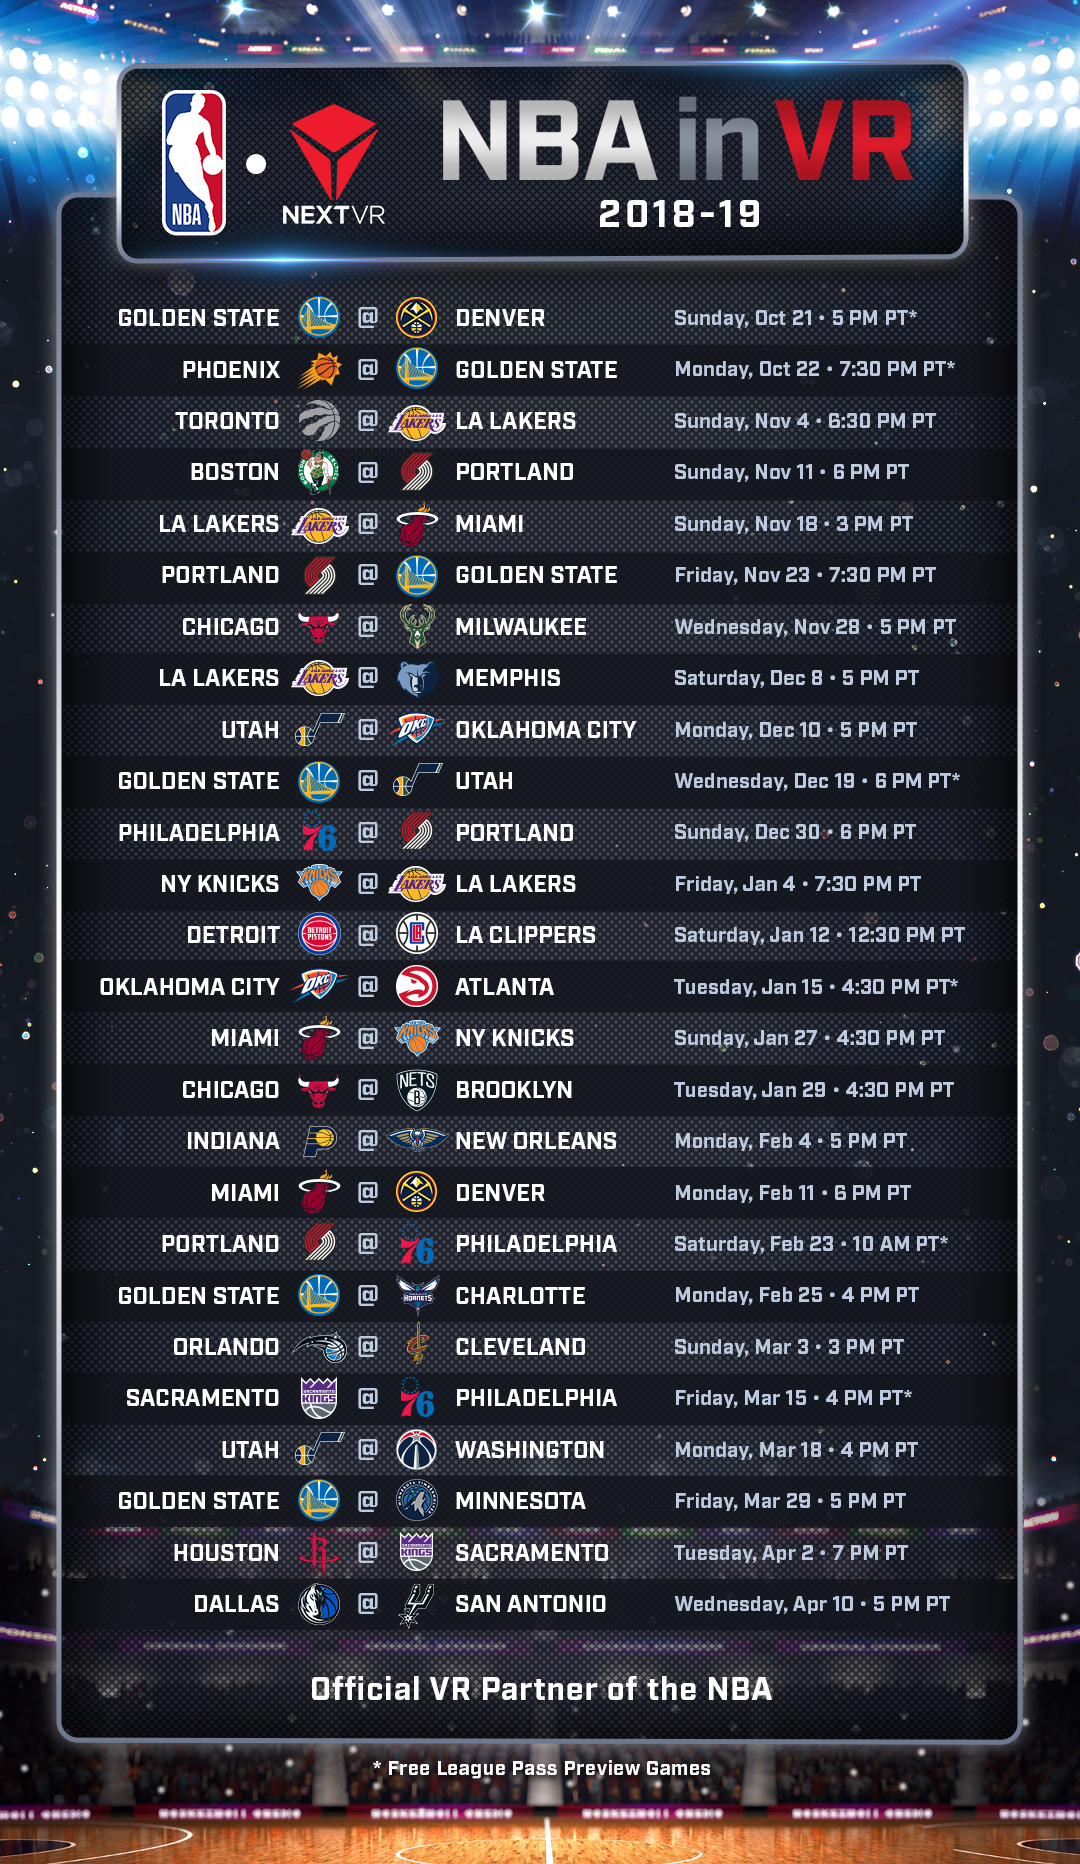 NBA in VR
NBA
NEXTVR
2018-19
GOLDEN STATE @ DENVER Sunday, Oct 21 • 5 PM PT*
PHOENIX @ GOLDEN STATE Monday, Oct 22 • 7:30 PM PT*
TORONTO @ LA LAKERS Sunday, Nov 4 • 6:30 PM PT
BOSTON @ PORTLAND Sunday, Nov 11 • 6 PM PT
LA LAKERS @ MIAMI Sunday, Nov 18 • 3 PM PT
PORTLAND @ GOLDEN STATE Friday, Nov 23 • 7:30 PM PT
CHICAGO @ MILWAUKEE Wednesday, Nov 28 • 5 PM PT
LA LAKERS @ MEMPHIS Saturday, Dec 8 • 5 PM PT
UTAH @ OKLAHOMA CITY Monday, Dec 10 • 5 PM PT
GOLDEN STATE @ UTAH Wednesday, Dec 19 • 6 PM PT*
PHILADELPHIA @ PORTLAND Sunday, Dec 30 • 6 PM PT
NY KNICKS @ LA LAKERS Friday, Jan 4 • 7:30 PM PT
DETROIT @ LA CLIPPERS Saturday, Jan 12 • 12:30 PM PT
OKLAHOMA CITY @ ATLANTA Tuesday, Jan 15 • 4:30 PM PT*
MIAMI @ NY KNICKS Sunday, Jan 27 • 4:30 PM PT
CHICAGO @ BROOKLYN Tuesday, Jan 29 • 4:30 PM PT
INDIANA @ NEW ORLEANS Monday, Feb 4 • 5 PM PT
MIAMI @ DENVER Monday, Feb 11 • 6 PM PT
PORTLAND @ PHILADELPHIA Saturday, Feb 23 • 10 AM PT*
GOLDEN STATE @ CHARLOTTE Monday, Feb 25 • 4 PM PT
ORLANDO @ CLEVELAND Sunday, Mar 3 • 3 PM PT
SACRAMENTO @ PHILADELPHIA Friday, Mar 15 • 4 PM PT*
UTAH @ WASHINGTON Monday, Mar 18 • 4 PM PT
GOLDEN STATE @ MINNESOTA Friday, Mar 29 • 5 PM PT
HOUSTON @ SACRAMENTO Tuesday, Apr 2 • 7 PM PT
DALLAS @ SAN ANTONIO Wednesday, Apr 10 • 5 PM PT
Official VR Partner of the NBA
* Free League Pass Preview Games